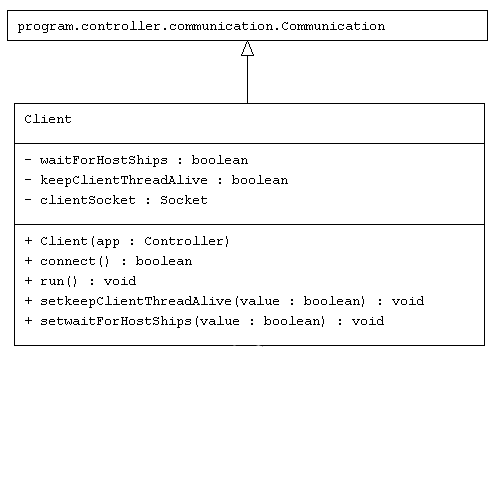 program.controller.communication.Communication
Client
- waitForHostShips : boolean
- keepClientThreadAlive : boolean
- clientSocket : Socket
+ Client(app : Controller)
+ connect() : boolean
+ run() : void
+ setkeepClientThreadAlive(value : boolean) : void
+ setwaitForHostShips(value : boolean) : void